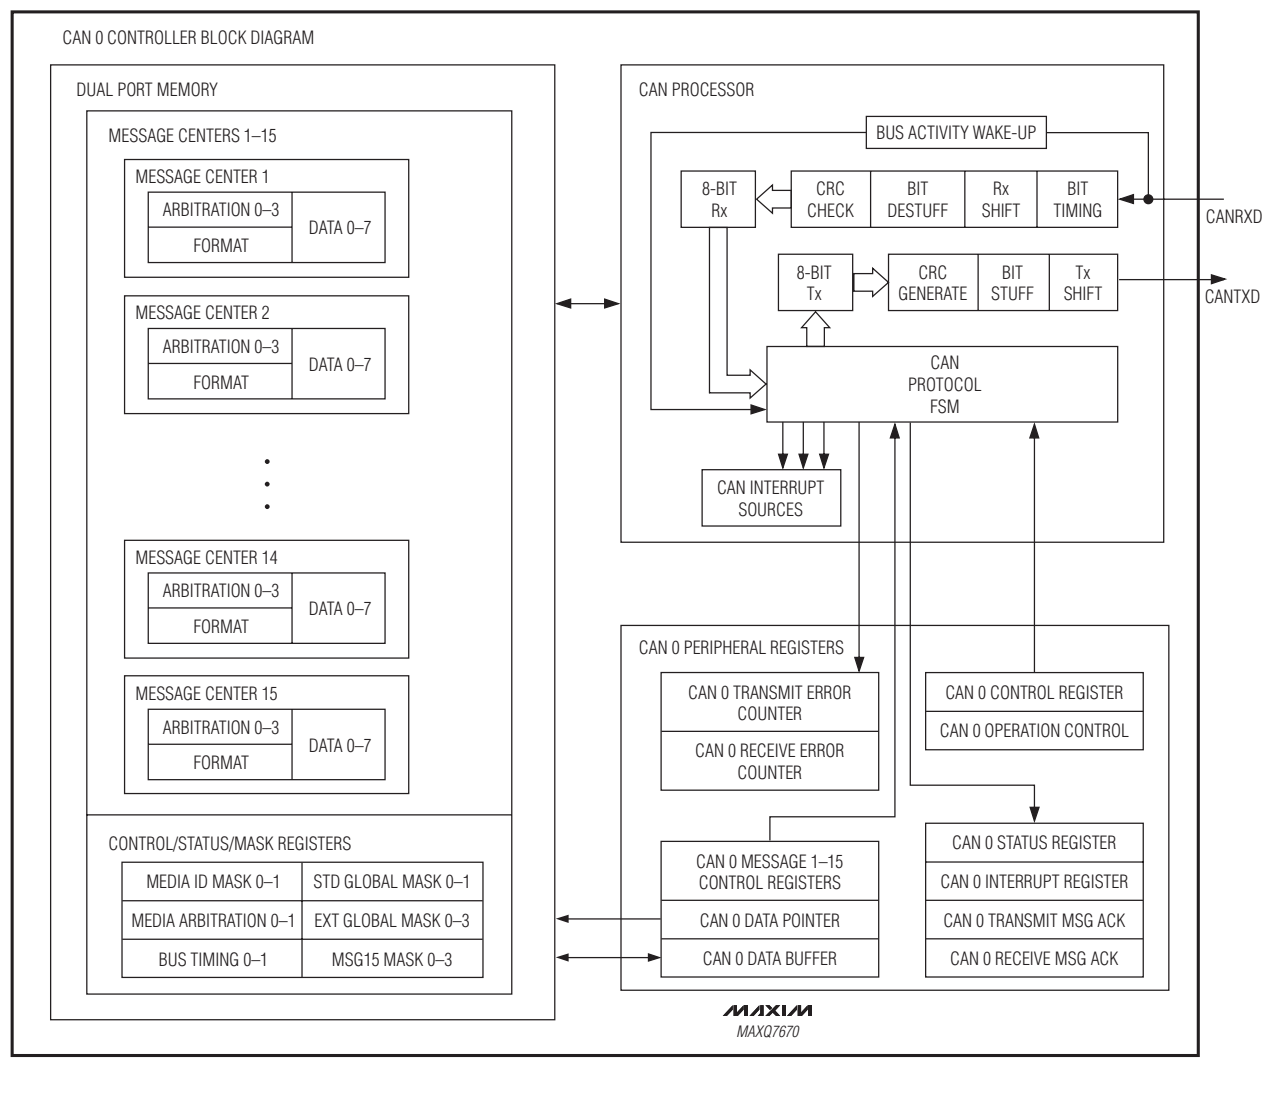 CAN 0 CONTROLLER BLOCK DIAGRAM
DUAL PORT MEMORY
MESSAGE CENTERS 1–15
MESSAGE CENTER 1
ARBITRATION 0–3
FORMAT
DATA 0–7
MESSAGE CENTER 2
ARBITRATION 0–3
FORMAT
DATA 0–7
MESSAGE CENTER 14
ARBITRATION 0–3
FORMAT
DATA 0–7
MESSAGE CENTER 15
ARBITRATION 0–3
FORMAT
DATA 0–7
CONTROL/STATUS/MASK REGISTERS
MEDIA ID MASK 0–1
STD GLOBAL MASK 0–1
MEDIA ARBITRATION 0–1
EXT GLOBAL MASK 0–3
BUS TIMING 0–1
MSG15 MASK 0–3
CAN PROCESSOR
BUS ACTIVITY WAKE-UP
8-BIT
Rx
CRC
CHECK
BIT
DESTUFF
Rx
SHIFT
BIT
TIMING
CANRXD
8-BIT
Tx
CRC
GENERATE
BIT
STUFF
Tx
SHIFT
CANTXD
CAN
PROTOCOL
FSM
CAN INTERRUPT
SOURCES
CAN 0 PERIPHERAL REGISTERS
CAN 0 TRANSMIT ERROR
COUNTER
CAN 0 RECEIVE ERROR
COUNTER
CAN 0 CONTROL REGISTER
CAN 0 OPERATION CONTROL
CAN 0 MESSAGE 1–15
CONTROL REGISTERS
CAN 0 DATA POINTER
CAN 0 DATA BUFFER
CAN 0 STATUS REGISTER
CAN 0 INTERRUPT REGISTER
CAN 0 TRANSMIT MSG ACK
CAN 0 RECEIVE MSG ACK
MAXIM
MAXQ7670